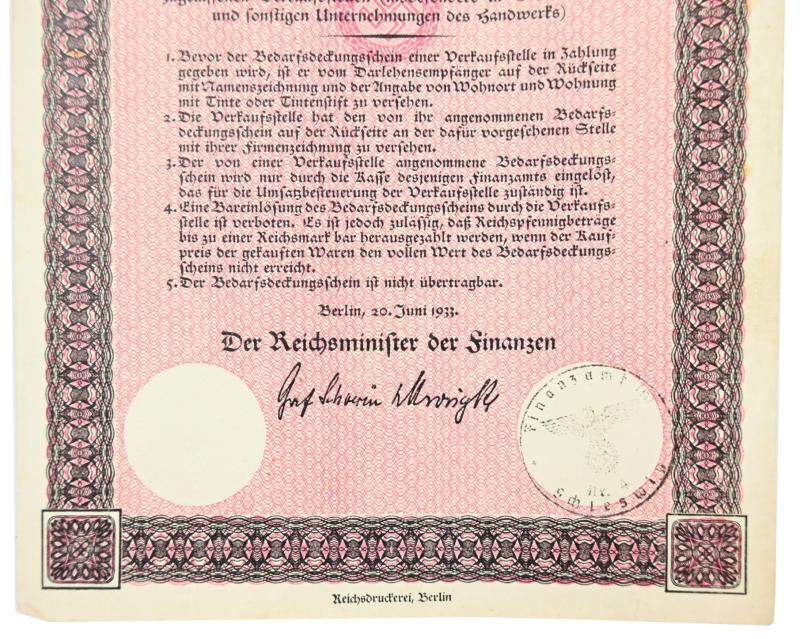 zugelassenen Verkaufsstellen (insbesondere in
und sonstigen Unternehmungen des Handwerks)
1. Bevor der Bedarfsdeckungsschein einer Verkaufsstelle in Zahlung
gegeben wird, ist er vom Darlehensempfänger auf der Rückseite
mit Namenszeichnung und der Angabe von Wohnort und Wohnung
mit Tinte oder Tintenstift zu versehen.
2. Die Verkaufsstelle hat den von ihr angenommenen Bedarfs-
deckungsschein auf der Rückseite an der dafür vorgesehenen Stelle
mit ihrer Firmenzeichnung zu versehen.
3. Der von einer Verkaufsstelle angenommene Bedarfsdeckungs-
schein wird nur durch die Kasse desjenigen Finanzamts eingelöst,
das für die Umsatzbesteuerung der Verkaufsstelle zuständig ist.
4. Eine Bareinlösung des Bedarfsdeckungsscheins durch die Verkaufs-
stelle ist verboten. Es ist jedoch zulässig, daß Reichspfennigbeträge
bis zu einer Reichsmark bar herausgezahlt werden, wenn der Kauf-
preis der gekauften Waren den vollen Wert des Bedarfsdeckungs-
scheins nicht erreicht.
5. Der Bedarfsdeckungsschein ist nicht übertragbar.
Berlin, 20. Juni 1933.
Der Reichsminister der Finanzen
Graf Schwerin Krosigk
Finanzamt
Nr. 4
Schleswig
Reichsdruckerei, Berlin